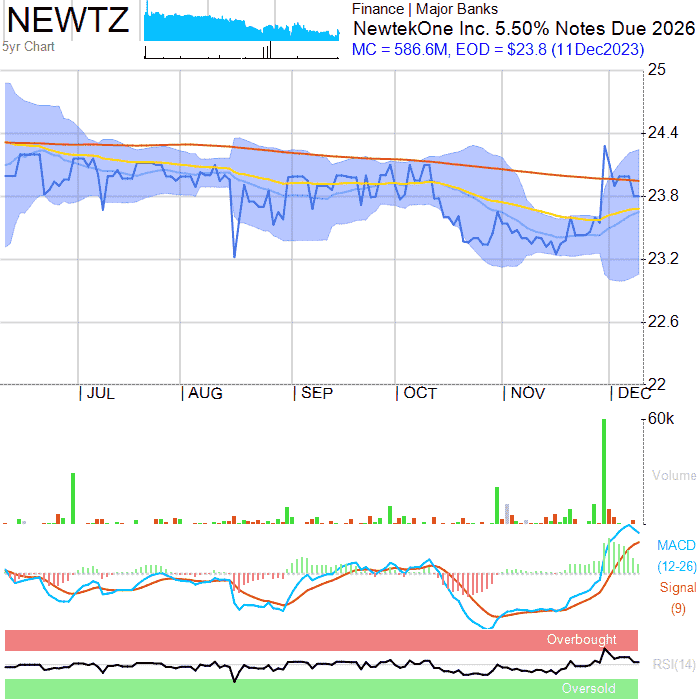 NEWTZ
5yr Chart
Finance | Major Banks
NewtekOne Inc. 5.50% Notes Due 2026
MC = 586.6M, EOD = $23.8 (11Dec2023)
25
24.4
23.8
23.2
22.6
22
JUL AUG SEP OCT NOV DEC
60k
Volume
MACD
(12-26)
Signal
(9)
Overbought
RSI(14)
Oversold